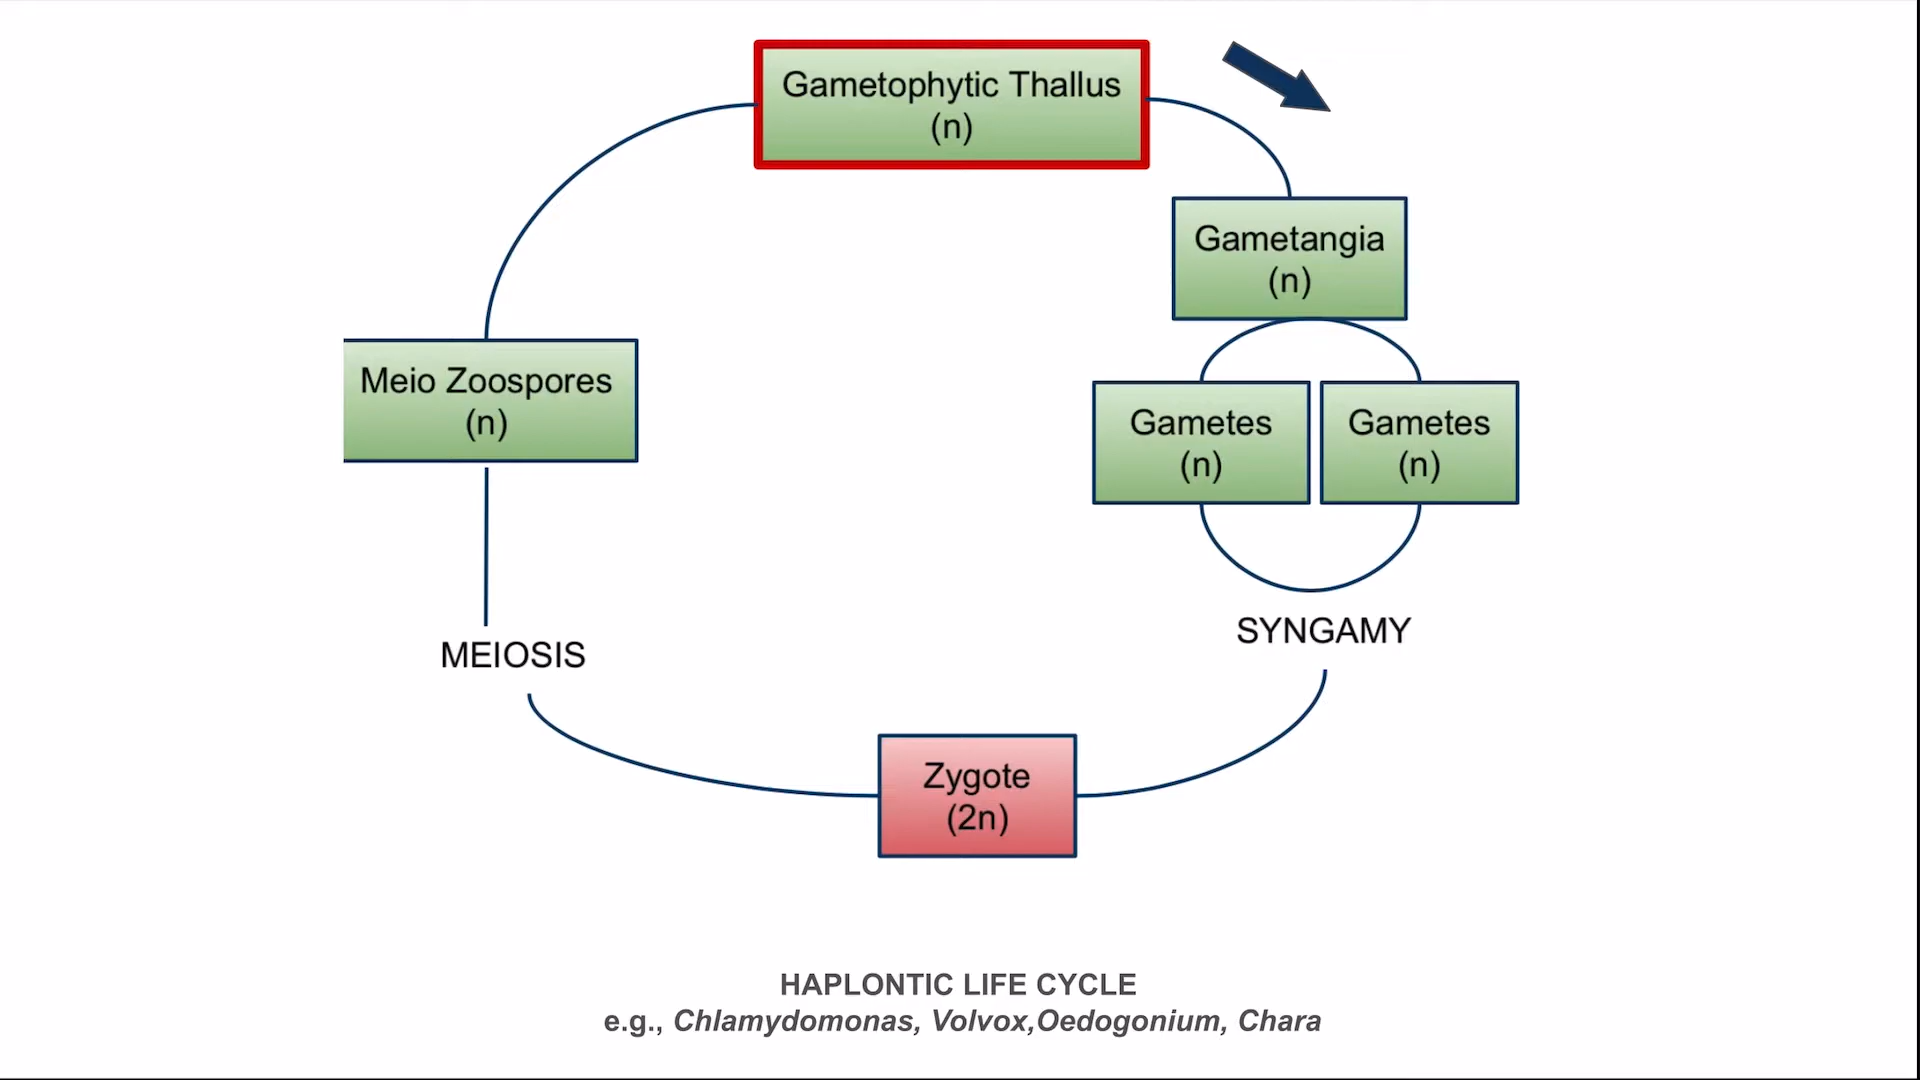 Gametophytic Thallus
(n)
Gametangia
(n)
Meio Zoospores
(n)
Gametes
(n)
Gametes
(n)
SYNGAMY
MEIOSIS
Zygote
(2n)
HAPLONTIC LIFE CYCLE
e.g., Chlamydomonas, Volvox,Oedogonium, Chara